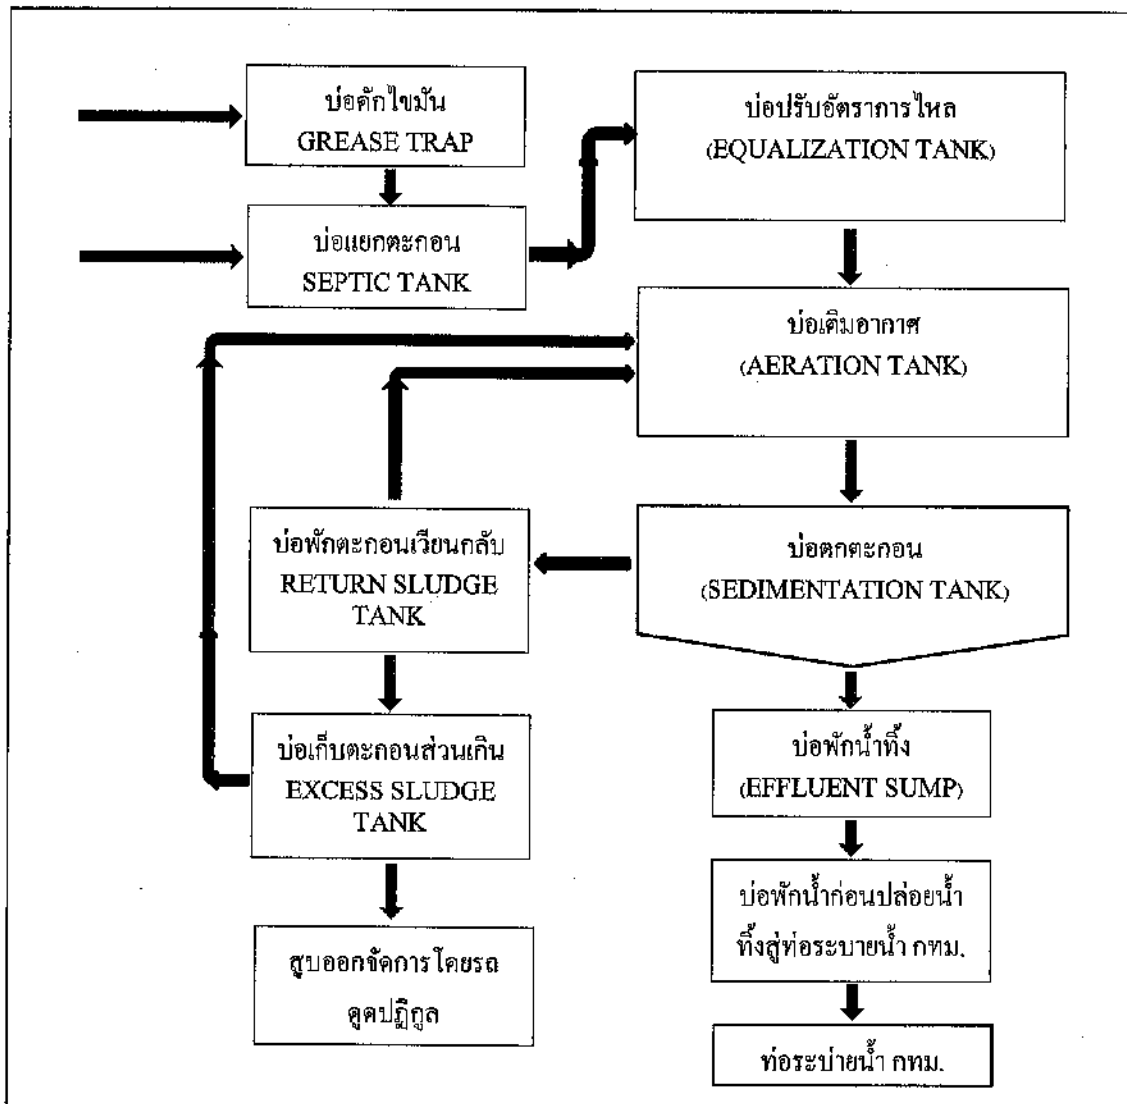 บ่อดักไขมัน
GREASE TRAP
บ่อแยกตะกอน
SEPTIC TANK
บ่อปรับอัตราการไหล
(EQUALIZATION TANK)
บ่อเติมอากาศ
(AERATION TANK)
บ่อตกตะกอน
(SEDIMENTATION TANK)
บ่อพักตะกอนเวียนกลับ
RETURN SLUDGE
TANK
บ่อเก็บตะกอนส่วนเกิน
EXCESS SLUDGE
TANK
สูบออกจัดการโดยรถ
ดูดปฏิกูล
บ่อพักน้ำทิ้ง
(EFFLUENT SUMP)
บ่อพักน้ำก่อนปล่อยน้ำ
ทิ้งสู่ท่อระบายน้ำ กทม.
ท่อระบายน้ำ กทม.